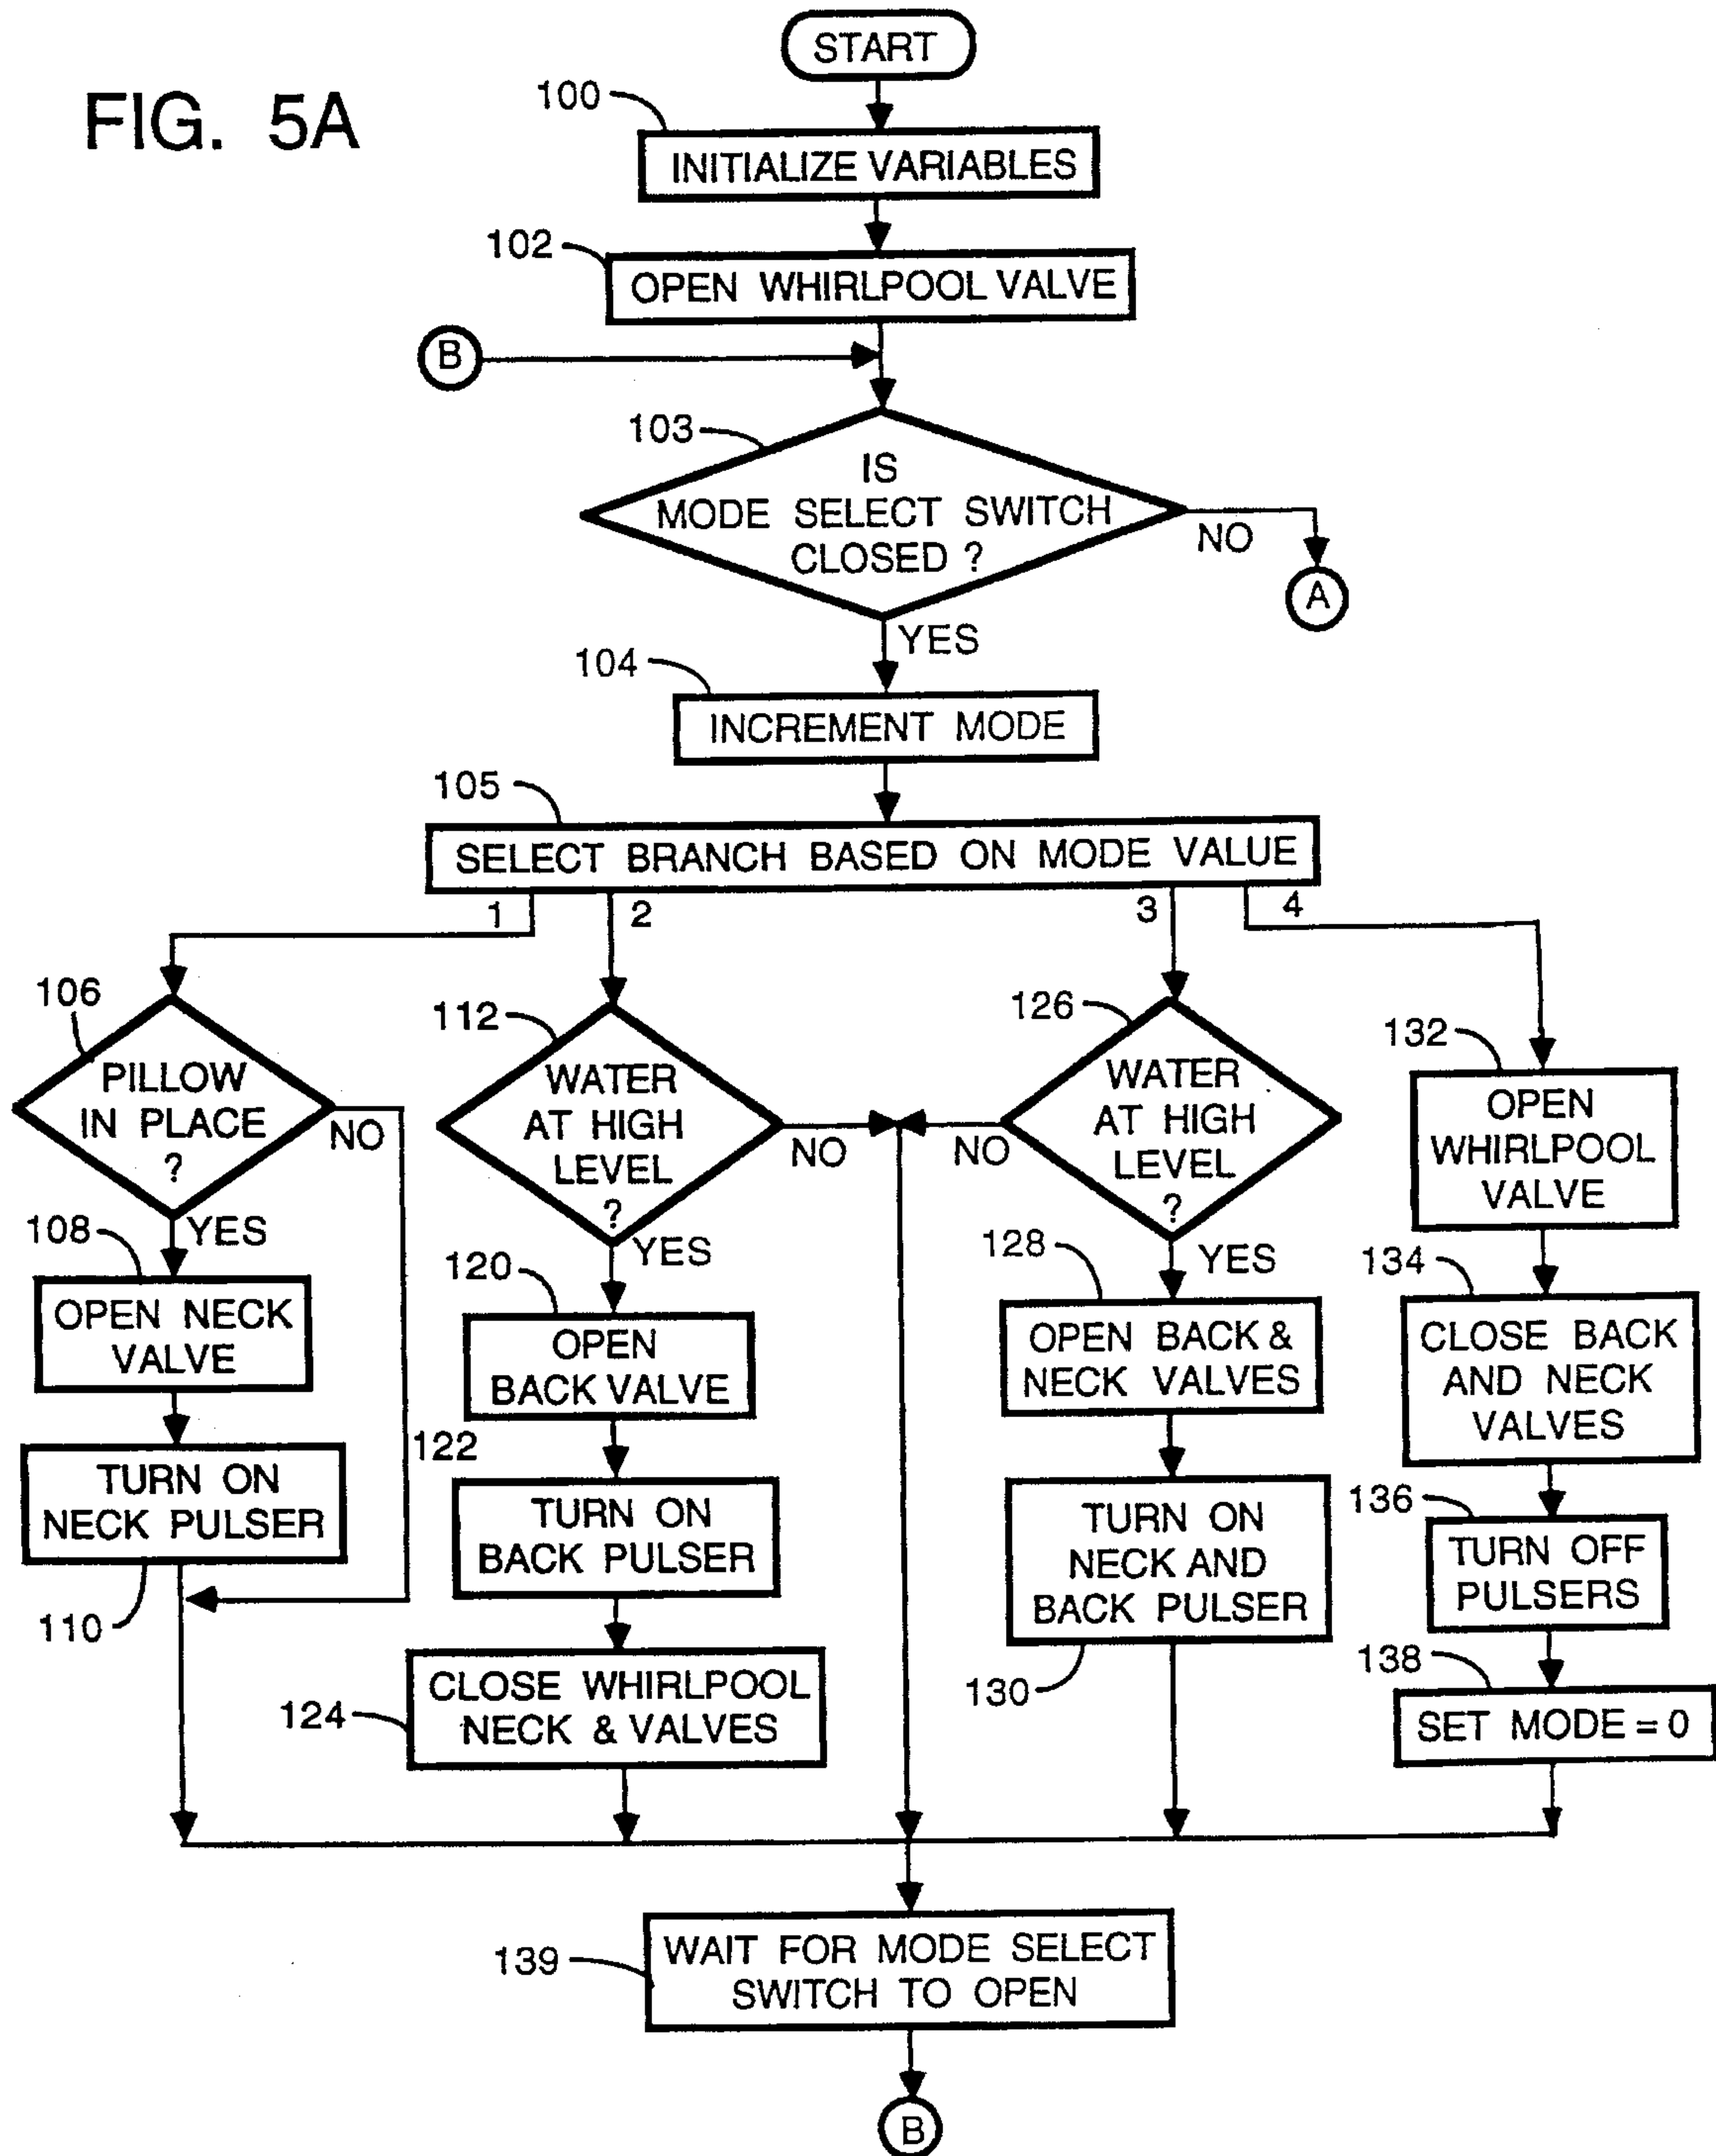 FIG. 5A
START
100
INITIALIZE VARIABLES
102
OPEN WHIRLPOOL VALVE
B
103
IS
MODE SELECT SWITCH
CLOSED ?
NO
A
YES
104
INCREMENT MODE
105
SELECT BRANCH BASED ON MODE VALUE
1
2
3
4
106
PILLOW
IN PLACE
?
NO
YES
108
OPEN NECK
VALVE
TURN ON
NECK PULSER
110
112
WATER
AT HIGH
LEVEL
?
NO
YES
120
OPEN
BACK VALVE
122
TURN ON
BACK PULSER
CLOSE WHIRLPOOL
NECK & VALVES
124
126
WATER
AT HIGH
LEVEL
?
NO
YES
128
OPEN BACK &
NECK VALVES
TURN ON
NECK AND
BACK PULSER
130
132
OPEN
WHIRLPOOL
VALVE
134
CLOSE BACK
AND NECK
VALVES
136
TURN OFF
PULSERS
138
SET MODE = 0
139
WAIT FOR MODE SELECT
SWITCH TO OPEN
B